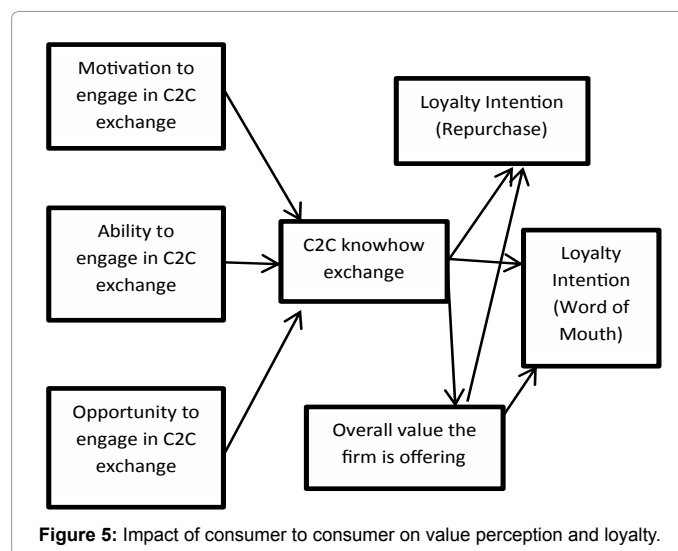 Motivation to
engage in C2C
exchange
Ability to
engage in C2C
exchange
Opportunity to
engage in C2C
exchange
C2C knowhow
exchange
Loyalty Intention
(Repurchase)
Loyalty
Intention
(Word of
Mouth)
Overall value the
firm is offering
Figure 5: Impact of consumer to consumer on value perception and loyalty.